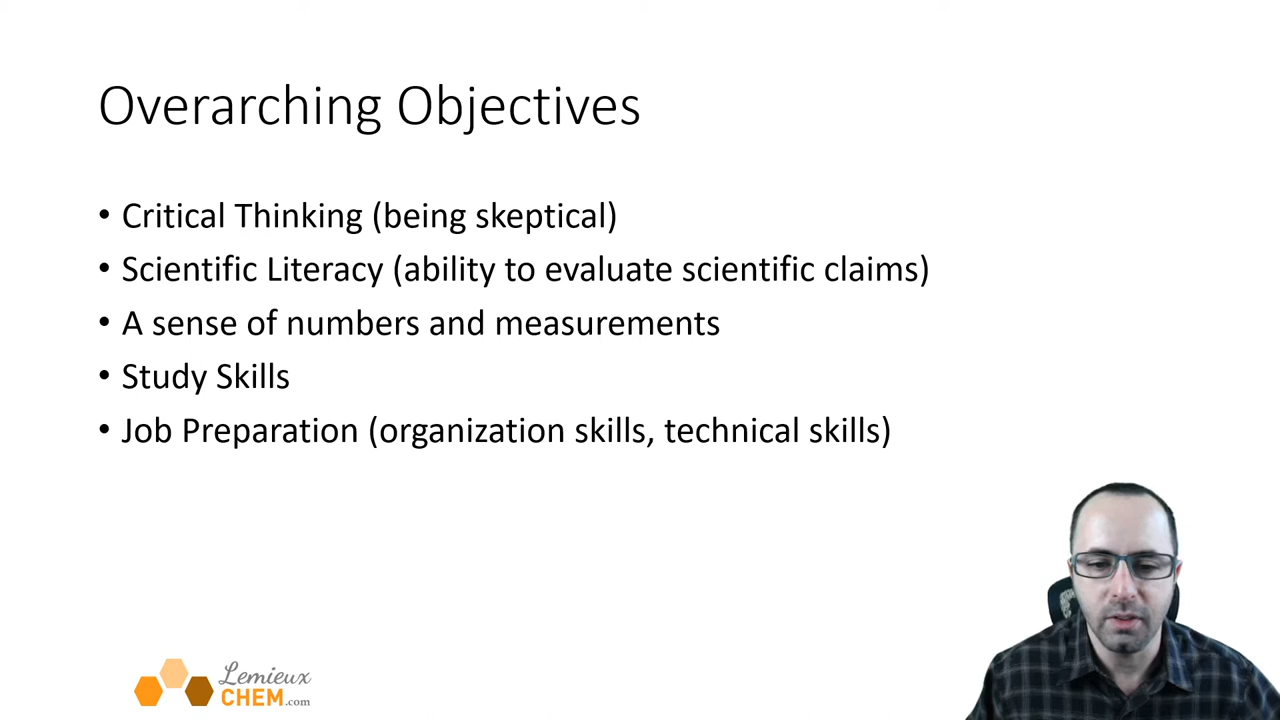 Overarching Objectives
• Critical Thinking (being skeptical)
• Scientific Literacy (ability to evaluate scientific claims)
• A sense of numbers and measurements
• Study Skills
• Job Preparation (organization skills, technical skills)
Lemieux
CHEM.com